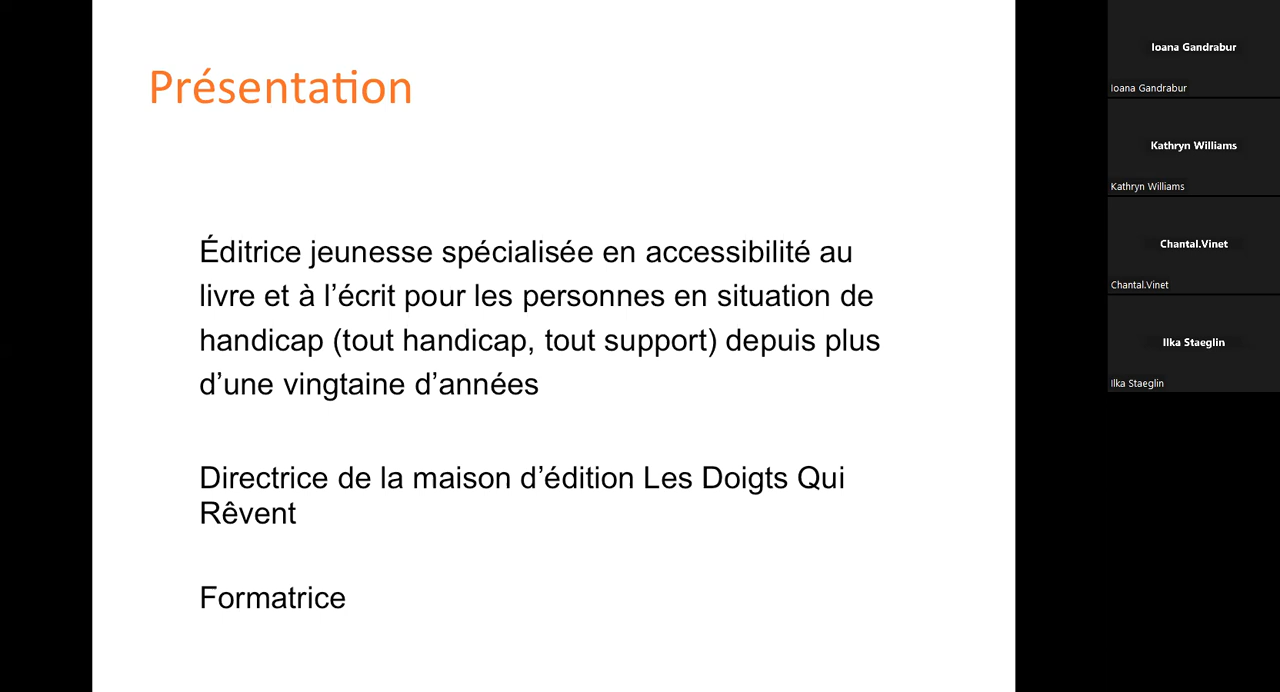 Présentation
Éditrice jeunesse spécialisée en accessibilité au
livre et à l’écrit pour les personnes en situation de
handicap (tout handicap, tout support) depuis plus
d’une vingtaine d’années
Directrice de la maison d’édition Les Doigts Qui
Rêvent
Formatrice
Ioana Gandrabur
Ioana Gandrabur
Kathryn Williams
Kathryn Williams
Chantal.Vinet
Chantal.Vinet
Ilka Staeglin
Ilka Staeglin